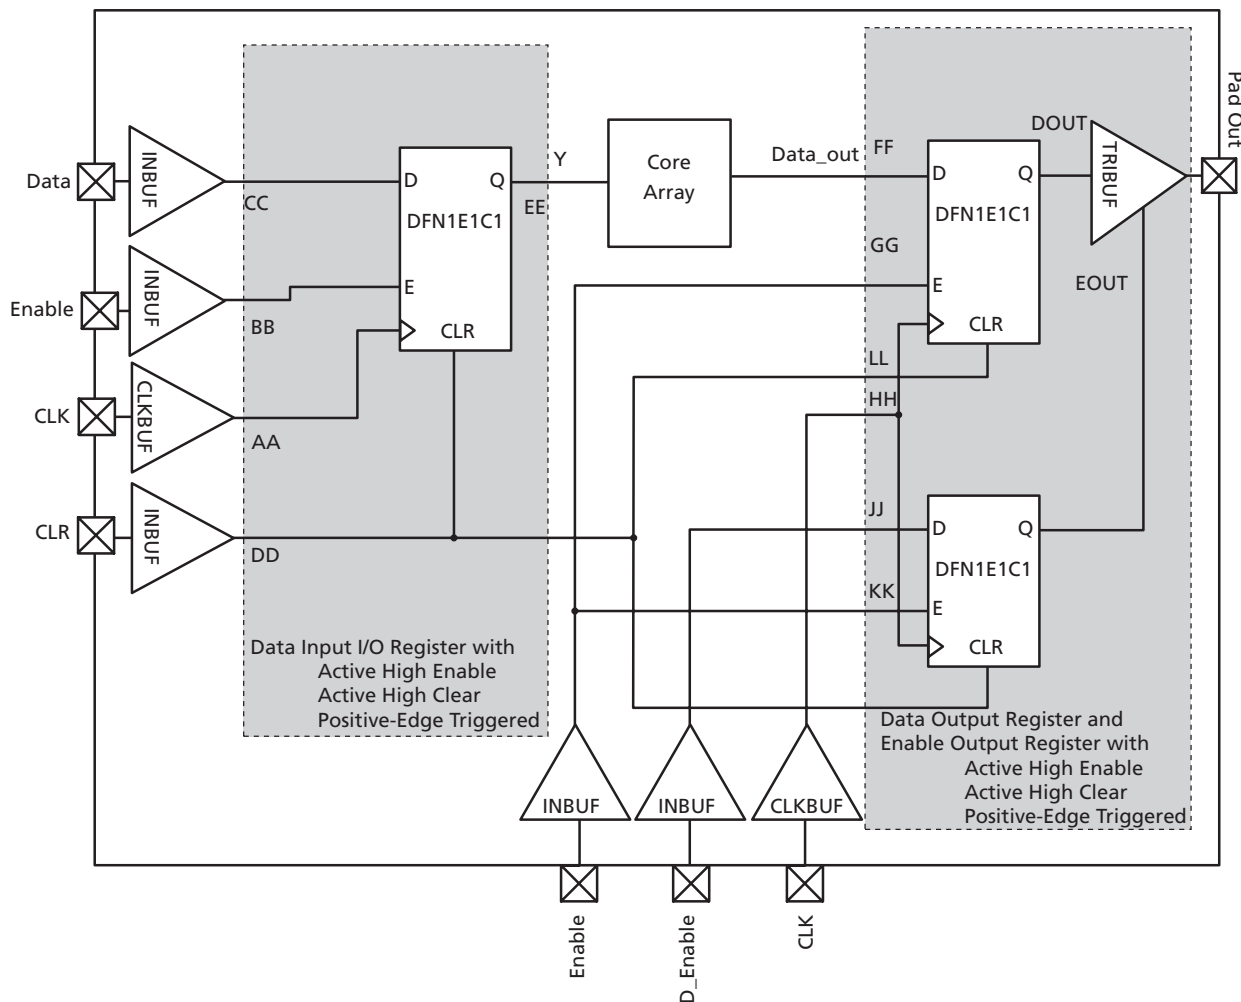 Pad Out
DOUT
INBUF
TRIBUF
Y
Data_out
FF
Core
Array
Data
D
Q
D
Q
CC
EE
DFN1E1C1
DFN1E1C1
GG
INBUF
EOUT
Enable
E
E
BB
CLR
CLR
LL
CLKBUF
HH
CLK
AA
INBUF
JJ
CLR
D
Q
DD
DFN1E1C1
KK
E
CLR
Data Input I/O Register with
Active High Enable
Active High Clear
Positive-Edge Triggered
Data Output Register and
Enable Output Register with
Active High Enable
Active High Clear
Positive-Edge Triggered
INBUF
INBUF
CLKBUF
Enable
D_Enable
CLK